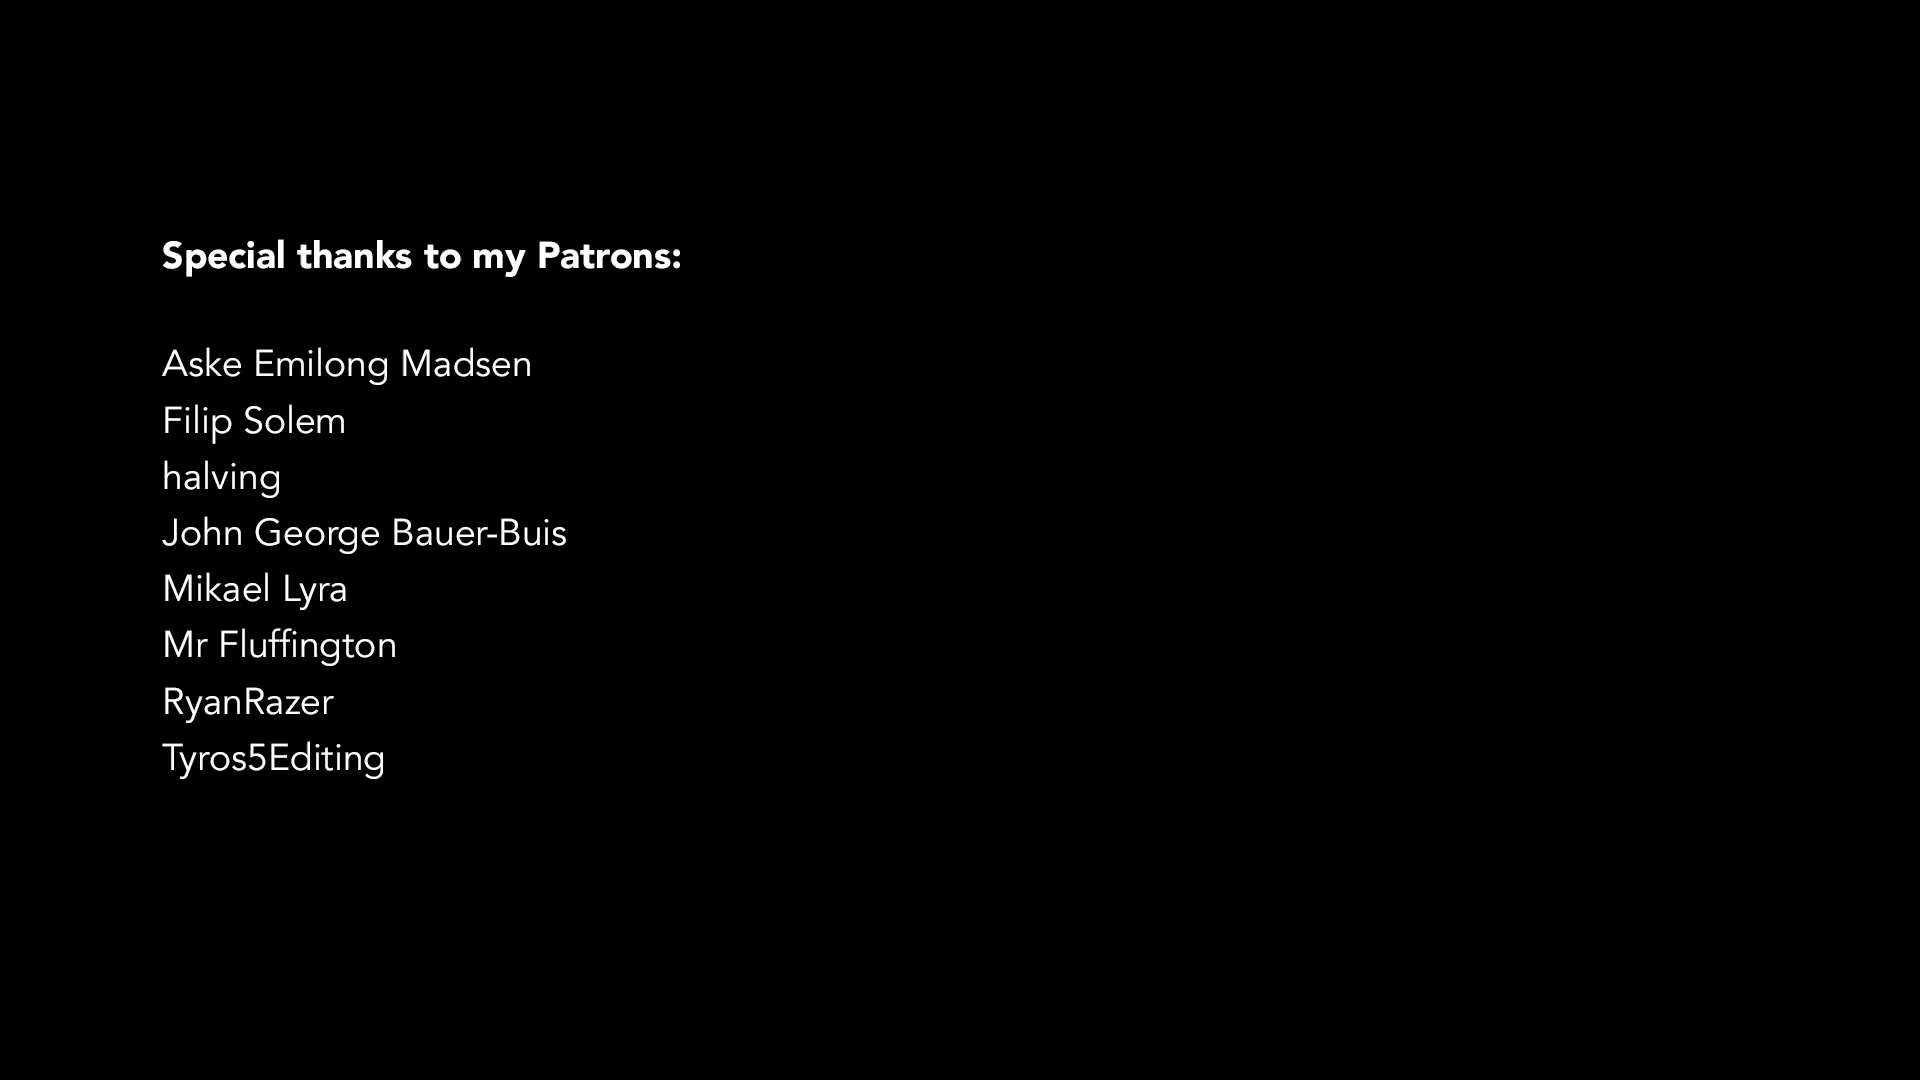 Special thanks to my Patrons:
Aske Emilong Madsen
Filip Solem
halving
John George Bauer-Buis
Mikael Lyra
Mr Fluffington
RyanRazer
Tyros5Editing